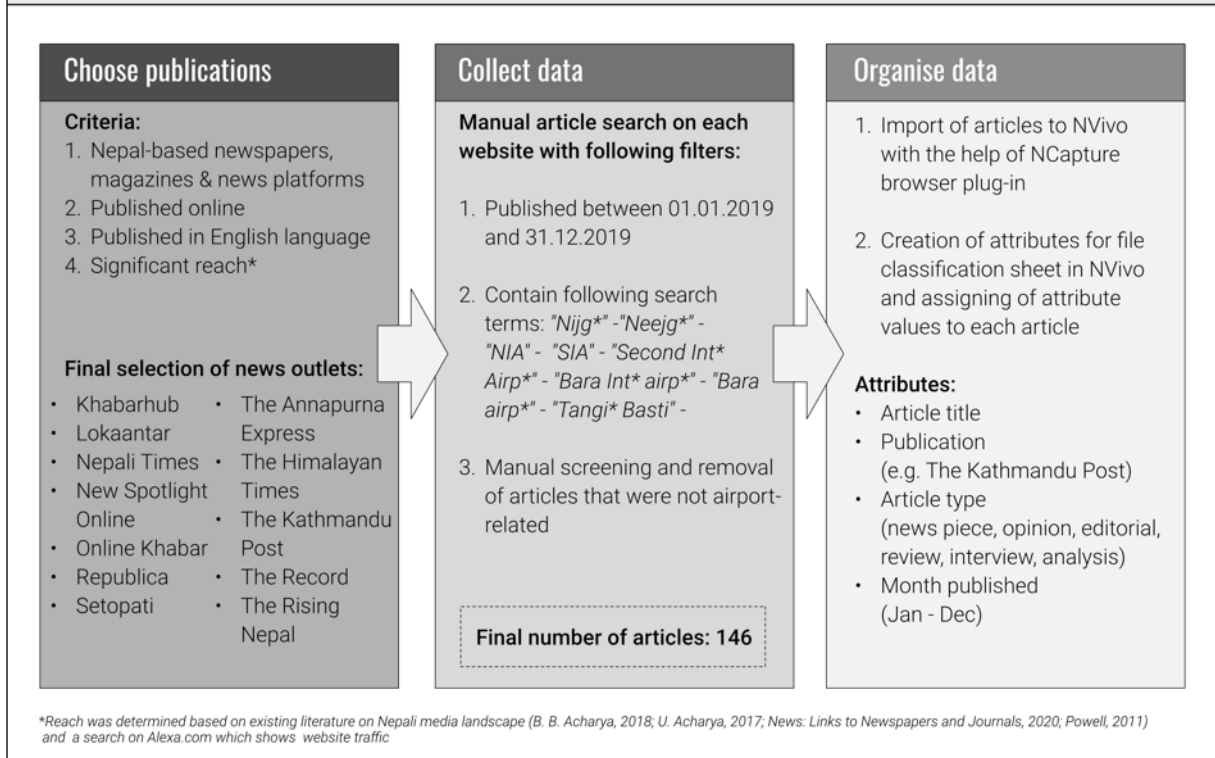 Choose publications
Criteria:
1. Nepal-based newspapers,
magazines & news platforms
2. Published online
3. Published in English language
4. Significant reach*
Final selection of news outlets:
• Khabarhub
• Lokaantar
• Nepali Times
• New Spotlight
Online
• Online Khabar
• Republica
• Setopati
• The Annapurna
Express
• The Himalayan
Times
• The Kathmandu
Post
• The Record
• The Rising
Nepal
Collect data
Manual article search on each
website with following filters:
1. Published between 01.01.2019
and 31.12.2019
2. Contain following search
terms: "Nijg*" -"Neejg*" -
"NIA" - "SIA" - "Second Int*
Airp*" - "Bara Int* airp*" - "Bara
airp*" - "Tangi* Basti" -
3. Manual screening and removal
of articles that were not airport-
related
Final number of articles: 146
Organise data
1. Import of articles to NVivo
with the help of NCapture
browser plug-in
2. Creation of attributes for file
classification sheet in NVivo
and assigning of attribute
values to each article
Attributes:
• Article title
• Publication
(e.g. The Kathmandu Post)
• Article type
(news piece, opinion, editorial,
review, interview, analysis)
• Month published
(Jan - Dec)
*Reach was determined based on existing literature on Nepali media landscape (B. B. Acharya, 2018; U. Acharya, 2017; News: Links to Newspapers and Journals, 2020; Powell, 2011)
and a search on Alexa.com which shows website traffic